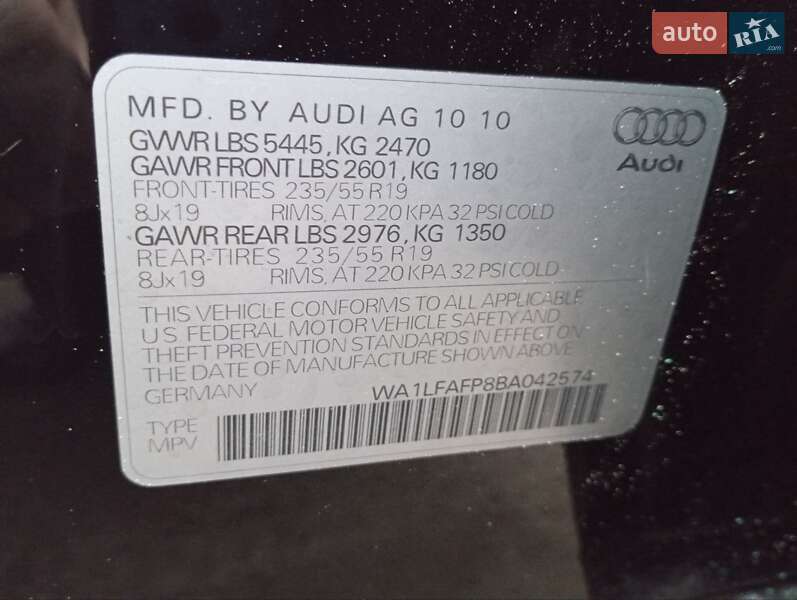 auto RIA .com
MFD. BY AUDI AG 10 10
GVWR LBS 5445, KG 2470
GAWR FRONT LBS 2601, KG 1180
FRONT-TIRES 235/55 R19
8Jx19 RIMS, AT 220 KPA 32 PSI COLD
GAWR REAR LBS 2976, KG 1350
REAR-TIRES 235/55 R19
8Jx19 RIMS, AT 220 KPA 32 PSI COLD
Audi
THIS VEHICLE CONFORMS TO ALL APPLICABLE
U.S. FEDERAL MOTOR VEHICLE SAFETY AND
THEFT PREVENTION STANDARDS IN EFFECT ON
THE DATE OF MANUFACTURE SHOWN ABOVE
GERMANY WA1LFAFP8BA042574
TYPE
MPV